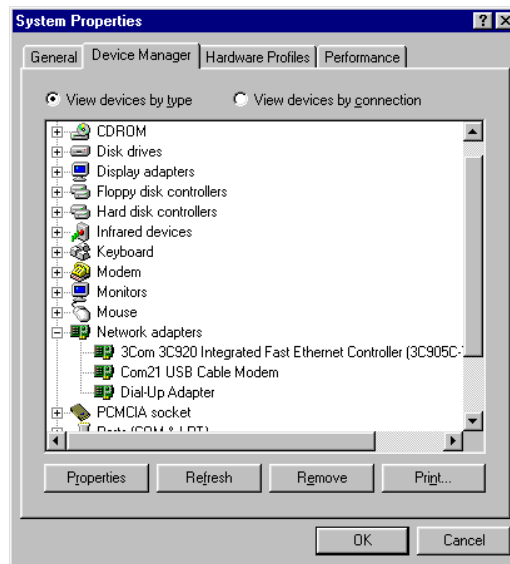 System Properties
General Device Manager Hardware Profiles Performance
View devices by type View devices by connection
CDROM
Disk drives
Display adapters
Floppy disk controllers
Hard disk controllers
Infrared devices
Keyboard
Modem
Monitors
Mouse
Network adapters
3Com 3C920 Integrated Fast Ethernet Controller (3C905C-
Com21 USB Cable Modem
Dial-Up Adapter
PCMCIA socket
Ports (COM & LPT)
Properties Refresh Remove Print...
OK Cancel